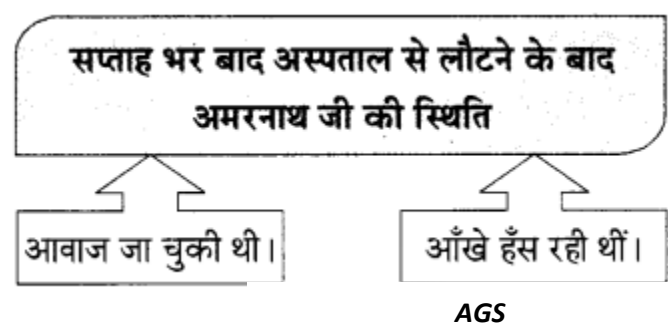 सप्ताह भर बाद अस्पताल से लौटने के बाद
अमरनाथ जी की स्थिति
आवाज जा चुकी थी।
आँखे हँस रही थीं।
AGS